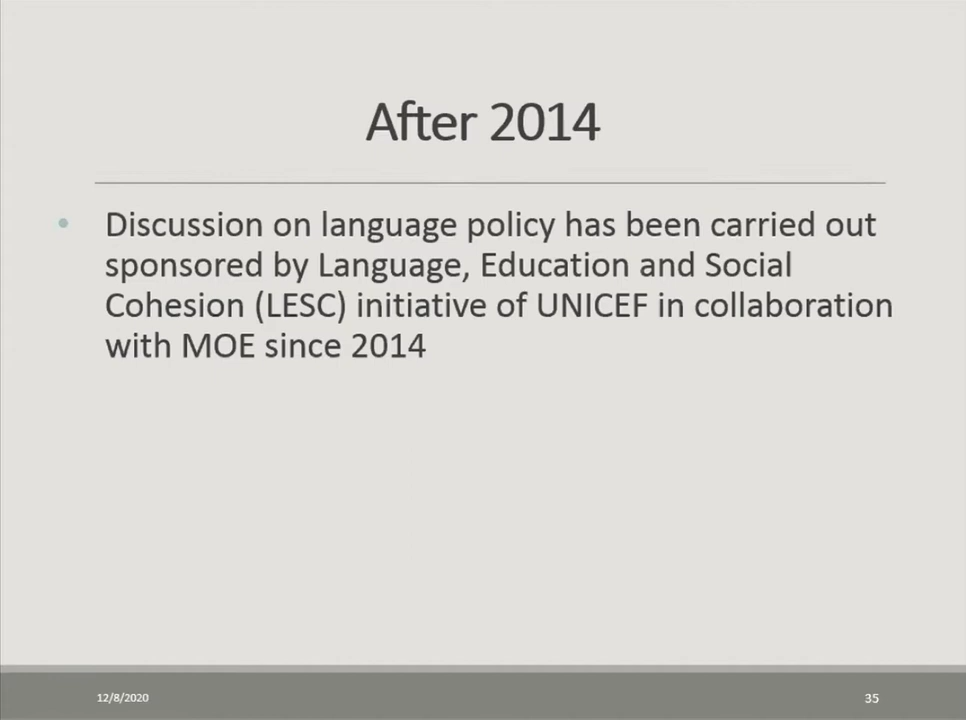 After 2014
• Discussion on language policy has been carried out
sponsored by Language, Education and Social
Cohesion (LESC) initiative of UNICEF in collaboration
with MOE since 2014
12/8/2020
35